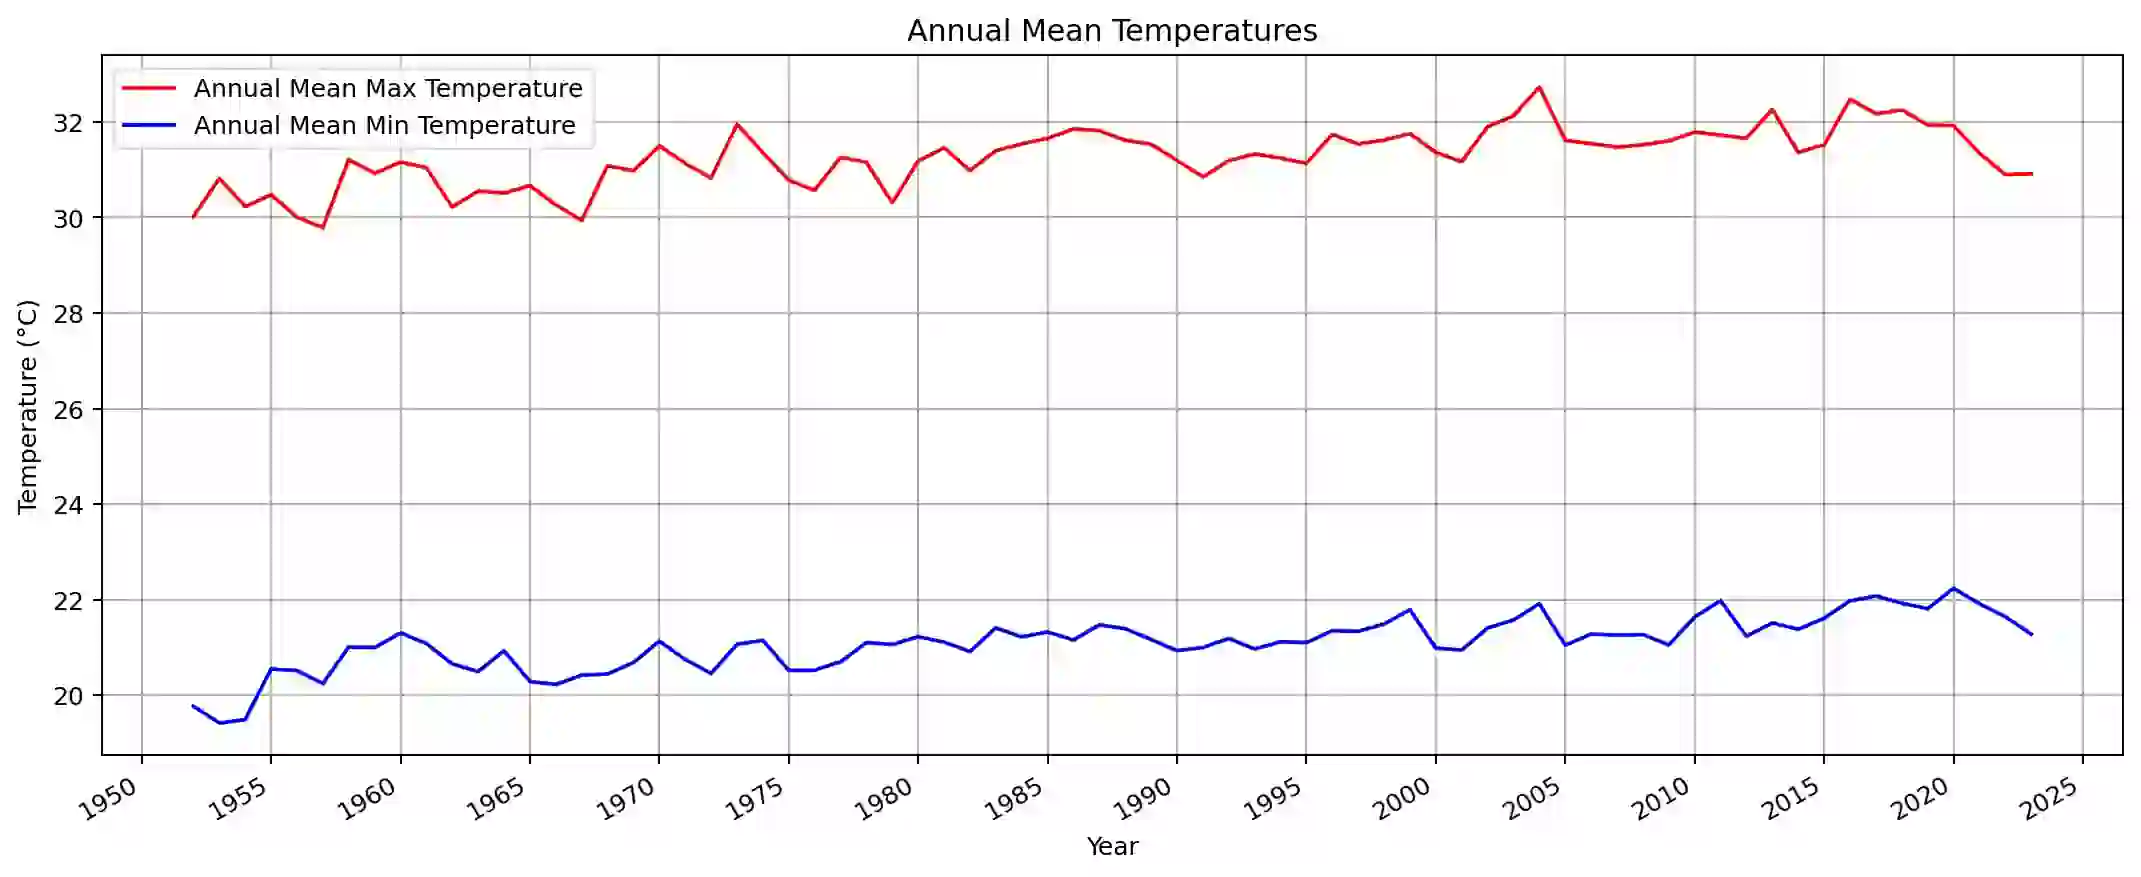 Annual Mean Temperatures
Annual Mean Max Temperature
Annual Mean Min Temperature
Temperature (°C)
32
30
28
26
24
22
20
1950 1955 1960 1965 1970 1975 1980 1985 1990 1995 2000 2005 2010 2015 2020 2025
Year